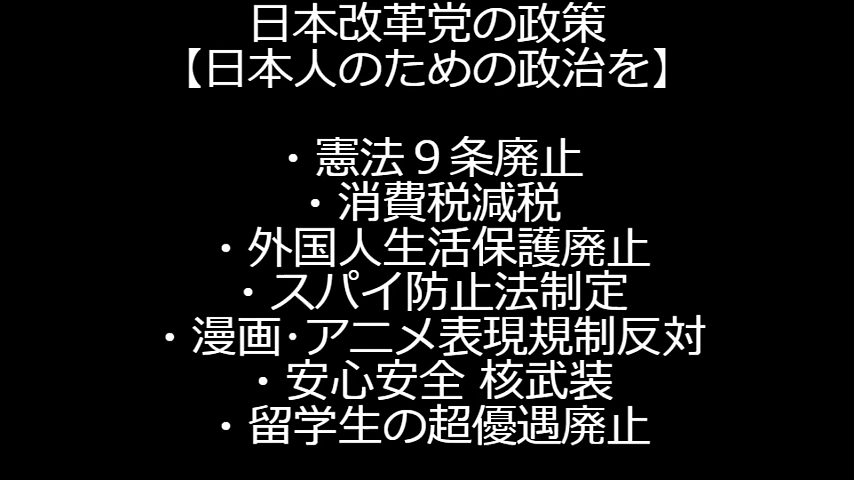 日本改革党の政策
【日本人のための政治を】
・憲法９条廃止
・消費税減税
・外国人生活保護廃止
・スパイ防止法制定
・漫画･アニメ表現規制反対
・安心安全 核武装
・留学生の超優遇廃止